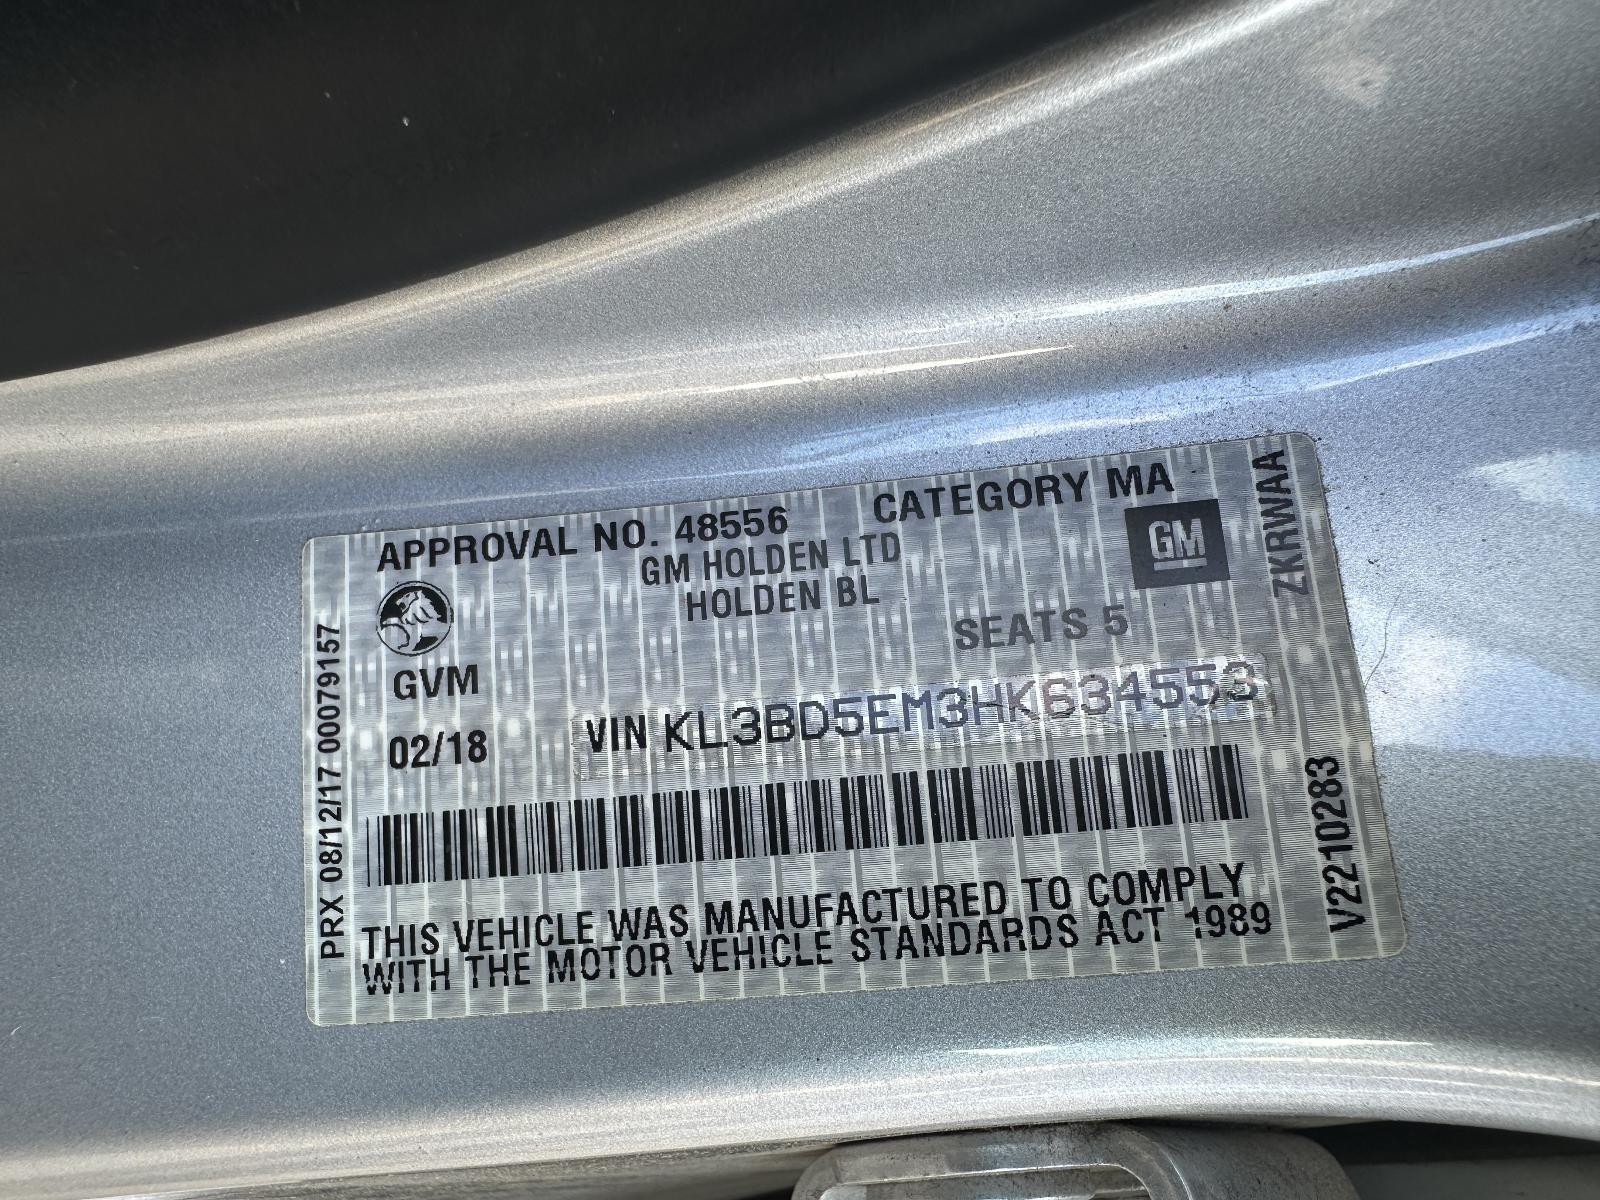 APPROVAL NO. 48556 CATEGORY MA
GM HOLDEN LTD
HOLDEN BL
GM
SEATS 5
GVM
02/18
VIN KL3BD5EM3HK634553
THIS VEHICLE WAS MANUFACTURED TO COMPLY
WITH THE MOTOR VEHICLE STANDARDS ACT 1989
PRX 08/12/17 00079157
ZKRWAA
V2210283